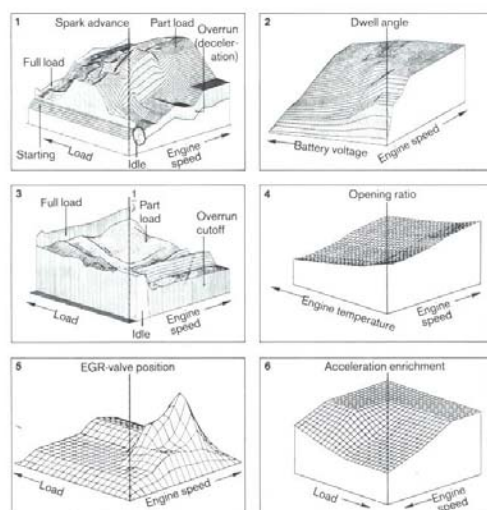 1
Spark advance
Part load
Overrun
(deceler-
ation)
Full load
Starting
Load
Idle
Engine
speed
2
Dwell angle
Battery voltage
Engine speed
3
Full load
1
Part
load
Overrun
cutoff
Load
Idle
Engine
speed
4
Opening ratio
Engine temperature
Engine
speed
5
EGR-valve position
Load
Engine speed
6
Acceleration enrichment
Load
Engine
speed